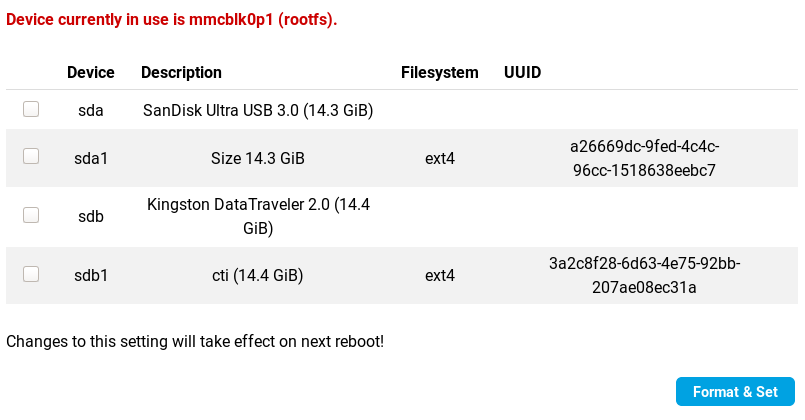 Device currently in use is mmcblk0p1 (rootfs).
Device Description Filesystem UUID
sda SanDisk Ultra USB 3.0 (14.3 GiB)
sda1 Size 14.3 GiB ext4 a26669dc-9fed-4c4c-
96cc-1518638eebc7
sdb Kingston DataTraveler 2.0 (14.4
GiB)
sdb1 cti (14.4 GiB) ext4 3a2c8f28-6d63-4e75-92bb-
207ae08ec31a
Changes to this setting will take effect on next reboot!
Format & Set